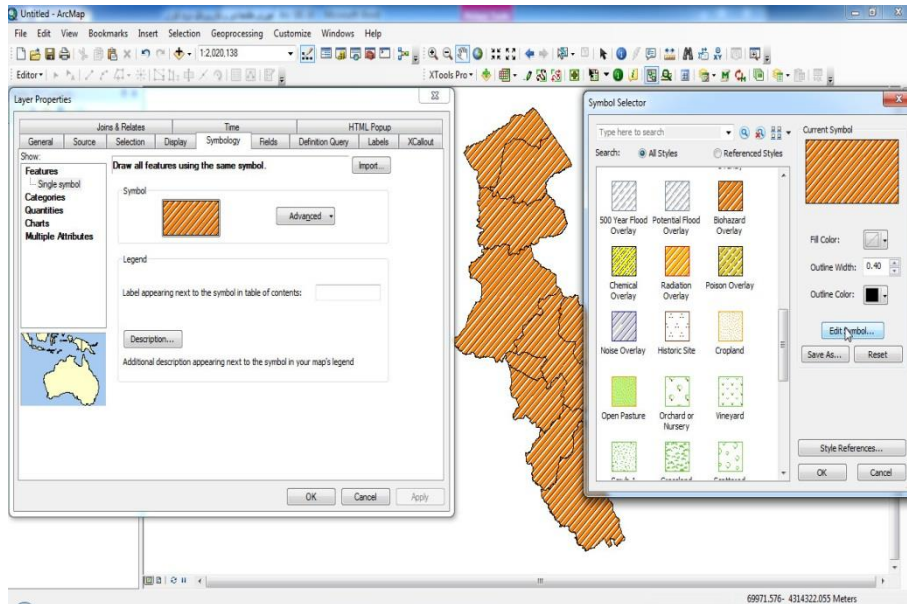 Untitled - ArcMap
File Edit View Bookmarks Insert Selection Geoprocessing Customize Windows Help
1:2,020,138
Editor
XTools Pro
Layer Properties
Joins & Relates Time HTML Popup
General Source Selection Display Symbology Fields Definition Query Labels XCallout
Show:
Features
Single symbol
Categories
Quantities
Charts
Multiple Attributes
Draw all features using the same symbol.
Import...
Symbol
Advanced
Legend
Label appearing next to the symbol in table of contents:
Description...
Additional description appearing next to the symbol in your map's legend
OK Cancel Apply
Symbol Selector
Type here to search
Search: All Styles Referenced Styles
Overlay
500 Year Flood Overlay
Potential Flood Overlay
Biohazard Overlay
Chemical Overlay
Radiation Overlay
Poison Overlay
Noise Overlay
Historic Site
Cropland
Open Pasture
Orchard or Nursery
Vineyard
Current Symbol
Fill Color:
Outline Width: 0.40
Outline Color:
Edit Symbol...
Save As... Reset
Style References...
OK Cancel
69971.576- 4314322.055 Meters